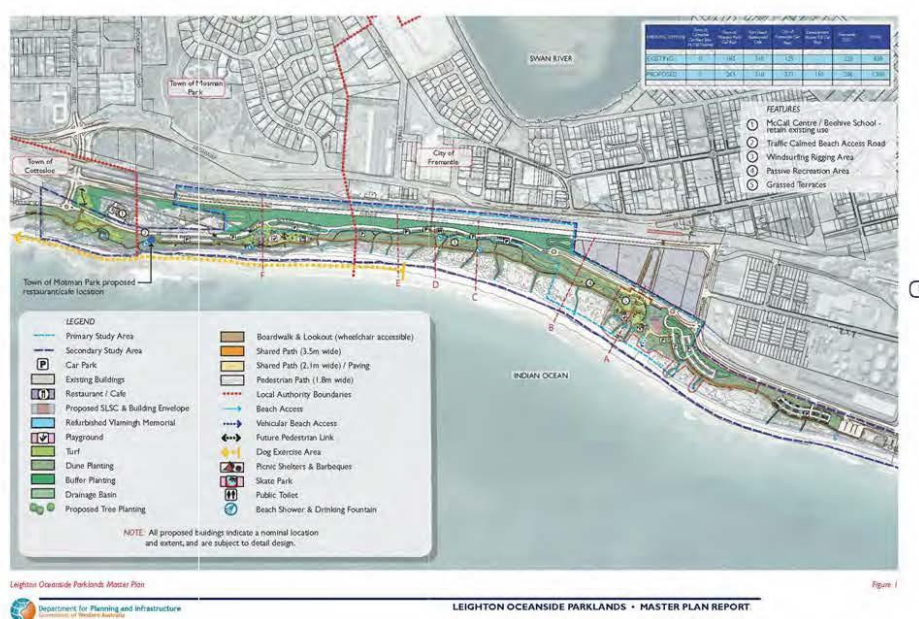 SWAN RIVER
EXISTING
PROPOSED
FEATURES
1 McCall Centre / Beehive School -
retain existing use
2 Traffic Calmed Beach Access Road
3 Windsurfing Rigging Area
4 Passive Recreation Area
5 Grassed Terraces
Town of Mosman
Park
City of
Fremantle
Town of
Cottesloe
Town of Mosman Park proposed
restaurant/cafe location
F
E
D
C
B
A
INDIAN OCEAN
LEGEND
Primary Study Area
Secondary Study Area
P Car Park
Existing Buildings
Restaurant / Cafe
Proposed SLSC & Building Envelope
Refurbished Vlamingh Memorial
Playground
Turf
Dune Planting
Buffer Planting
Drainage Basin
Proposed Tree Planting
Boardwalk & Lookout (wheelchair accessible)
Shared Path (3.5m wide)
Shared Path (2.1m wide) / Paving
Pedestrian Path (1.8m wide)
Local Authority Boundaries
Beach Access
Vehicular Beach Access
Future Pedestrian Link
Dog Exercise Area
Picnic Shelters & Barbeques
Skate Park
Public Toilet
Beach Shower & Drinking Fountain
NOTE: All proposed buidings indicate a nominal location
and extent, and are subject to detail design.
Leighton Oceanside Parklands Master Plan
Figure 1
Department for Planning and Infrastructure
Government of Western Australia
LEIGHTON OCEANSIDE PARKLANDS • MASTER PLAN REPORT